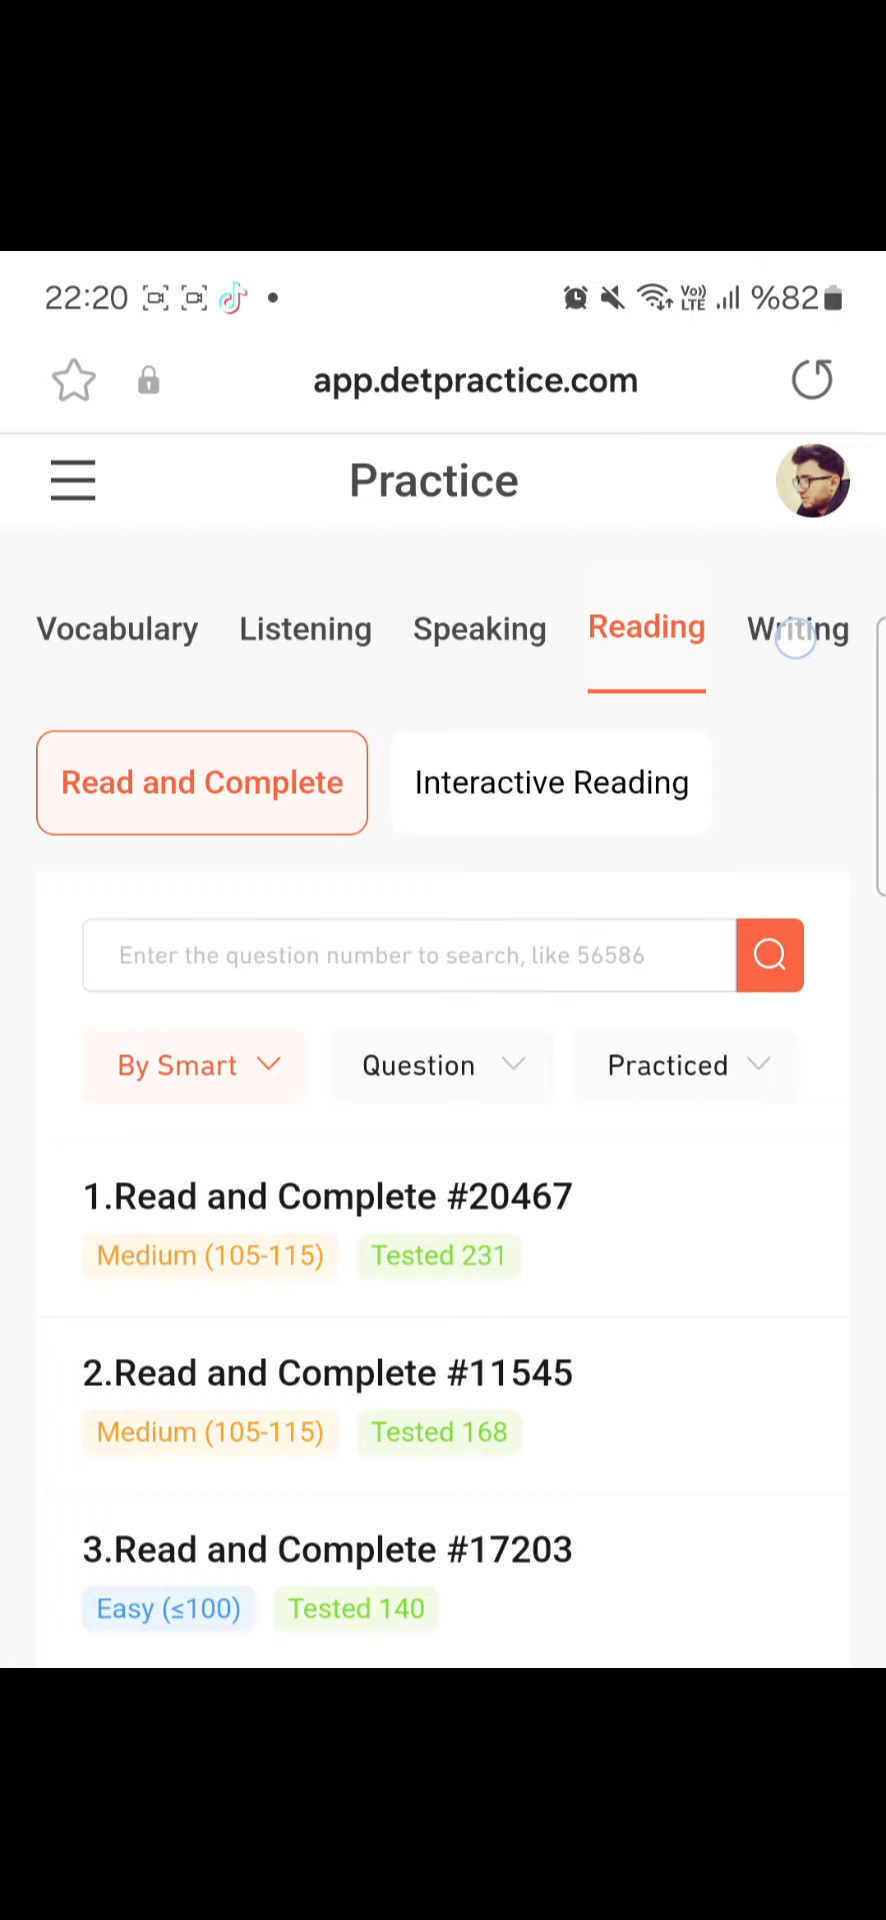 22:20 Vo)) LTE %82
app.detpractice.com
Practice
Vocabulary Listening Speaking Reading Writing
Read and Complete Interactive Reading
Enter the question number to search, like 56586
By Smart Question Practiced
1.Read and Complete #20467
Medium (105-115) Tested 231
2.Read and Complete #11545
Medium (105-115) Tested 168
3.Read and Complete #17203
Easy (≤100) Tested 140